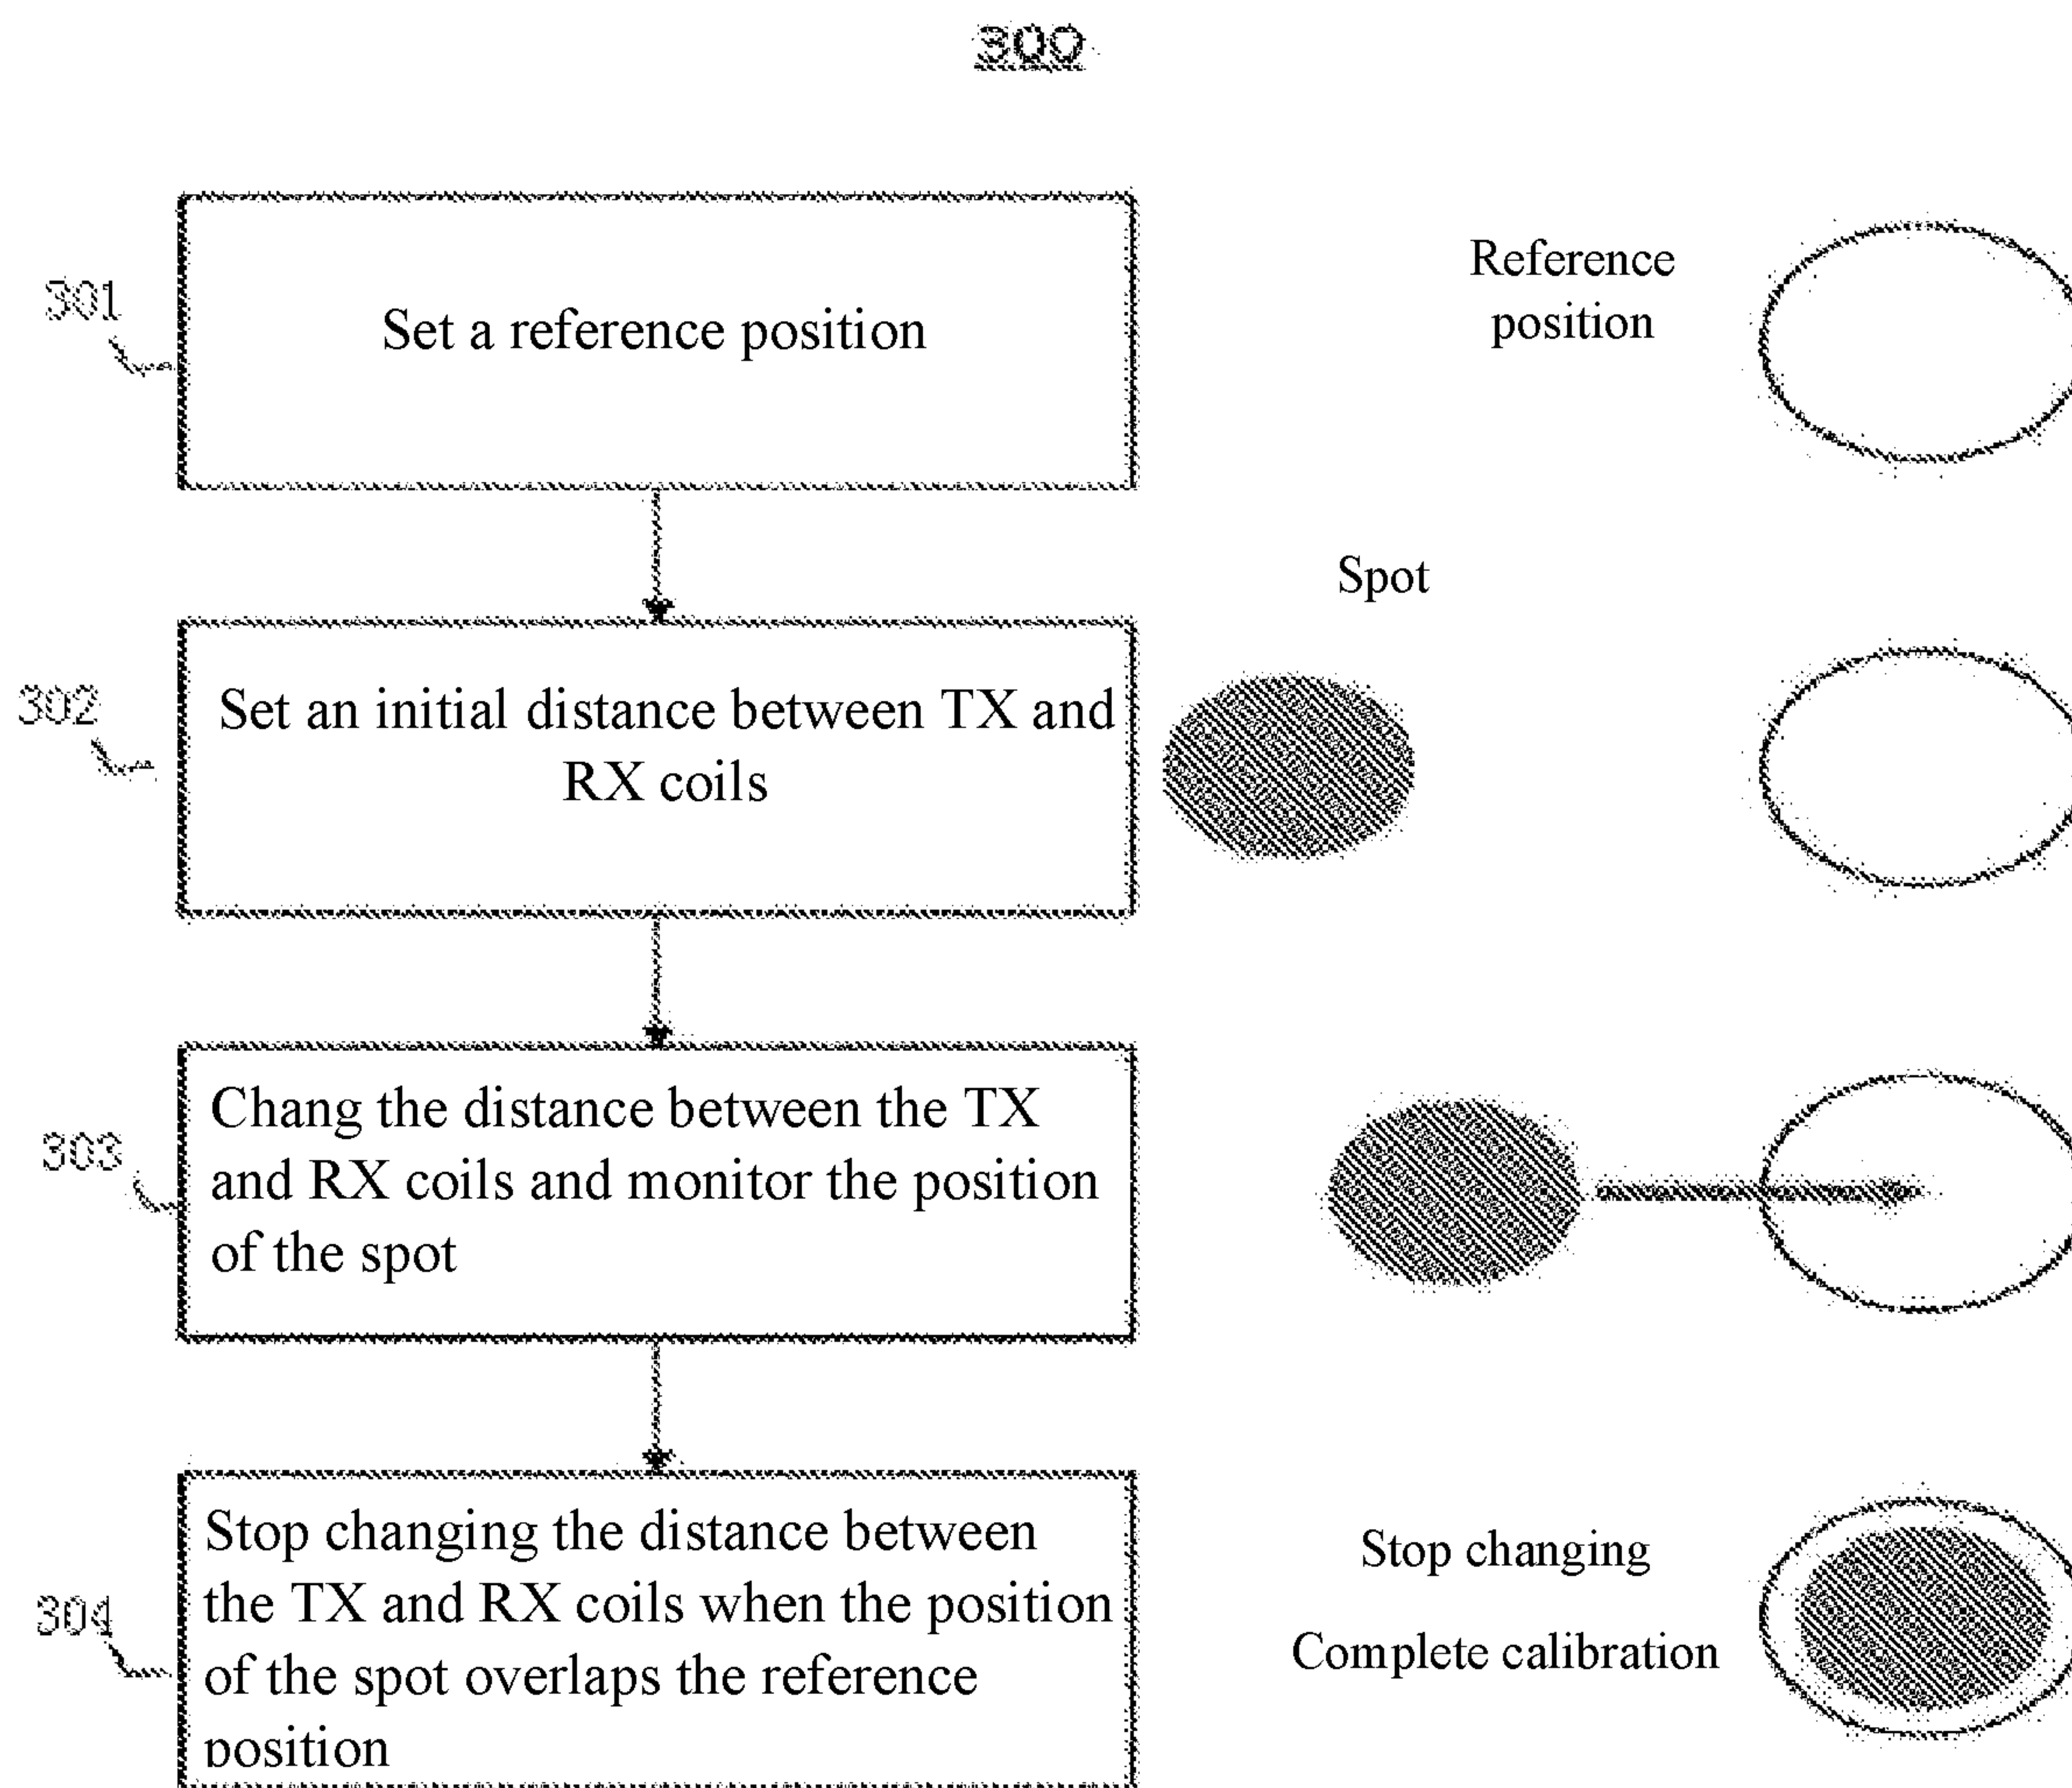 300
301
Set a reference position
Reference
position
Spot
302
Set an initial distance between TX and
RX coils
303
Chang the distance between the TX
and RX coils and monitor the position
of the spot
304
Stop changing the distance between
the TX and RX coils when the position
of the spot overlaps the reference
position
Stop changing
Complete calibration